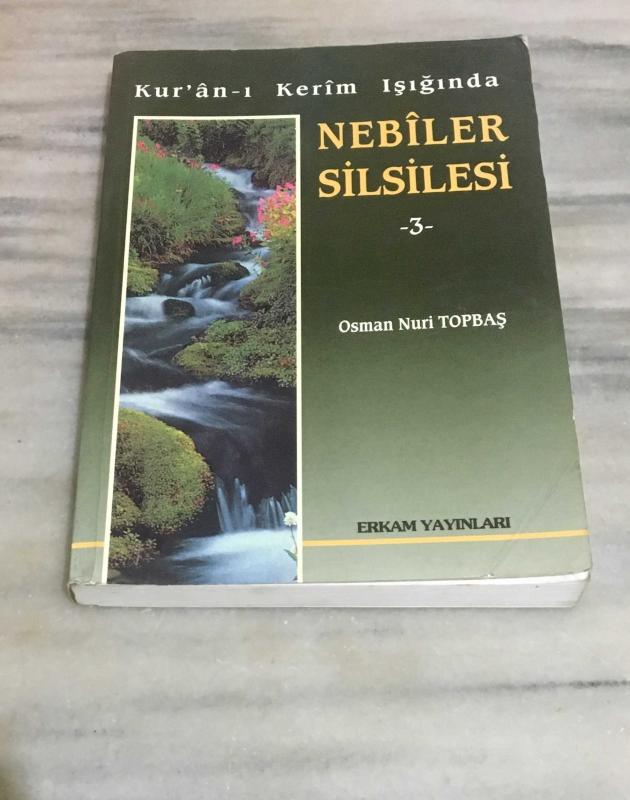 Kur'ân-ı Kerîm Işığında
NEBÎLER
SİLSİLESİ
-3-
Osman Nuri TOPBAŞ
ERKAM YAYINLARI